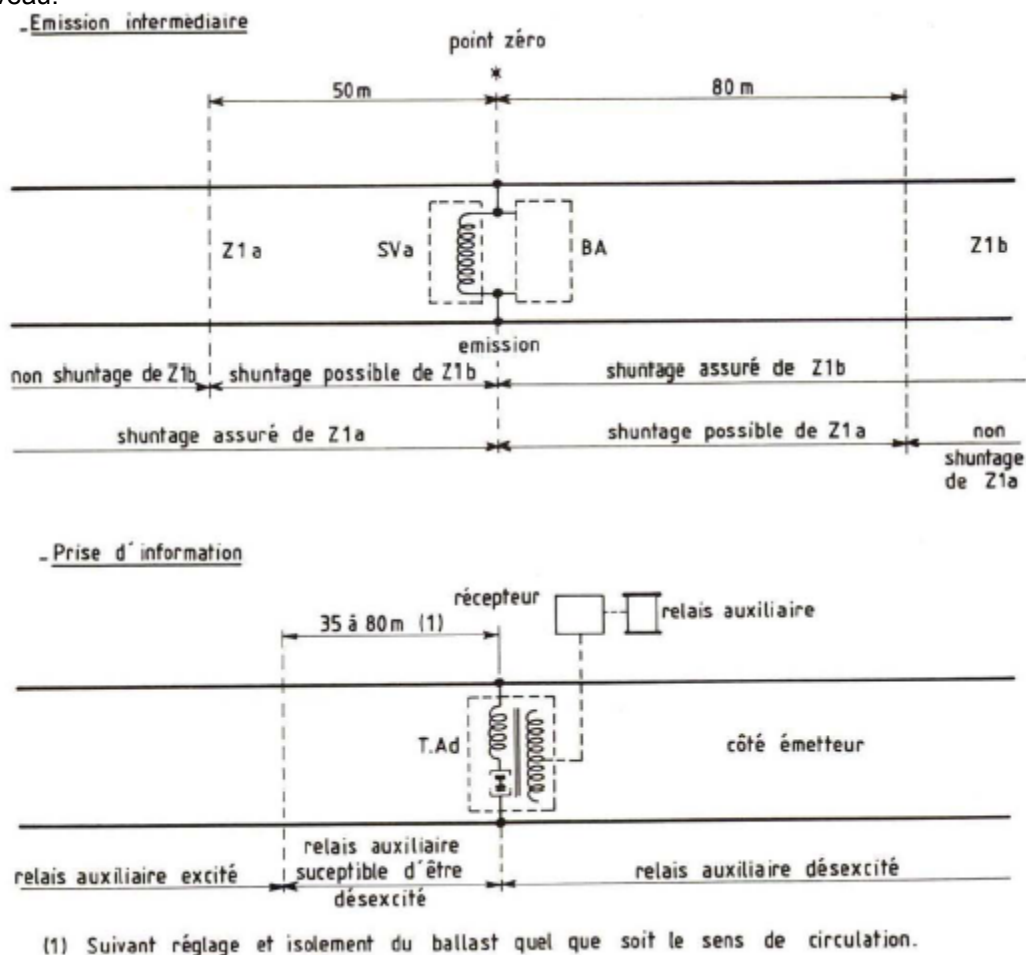 veau.
-Emission intermédiaire
point zéro
*
50m
80 m
Z1a
SVa
BA
Z1b
emission
non shuntage de Z1b
shuntage possible de Z1b
shuntage assuré de Z1b
shuntage assuré de Z1a
shuntage possible de Z1a
non
shuntage
de Z1a
- Prise d'information
récepteur
relais auxiliaire
35 à 80m (1)
T.Ad
côté émetteur
relais auxiliaire excité
relais auxiliaire
suceptible d'être
désexcité
relais auxiliaire désexcité
(1) Suivant réglage et isolement du ballast quel que soit le sens de circulation.